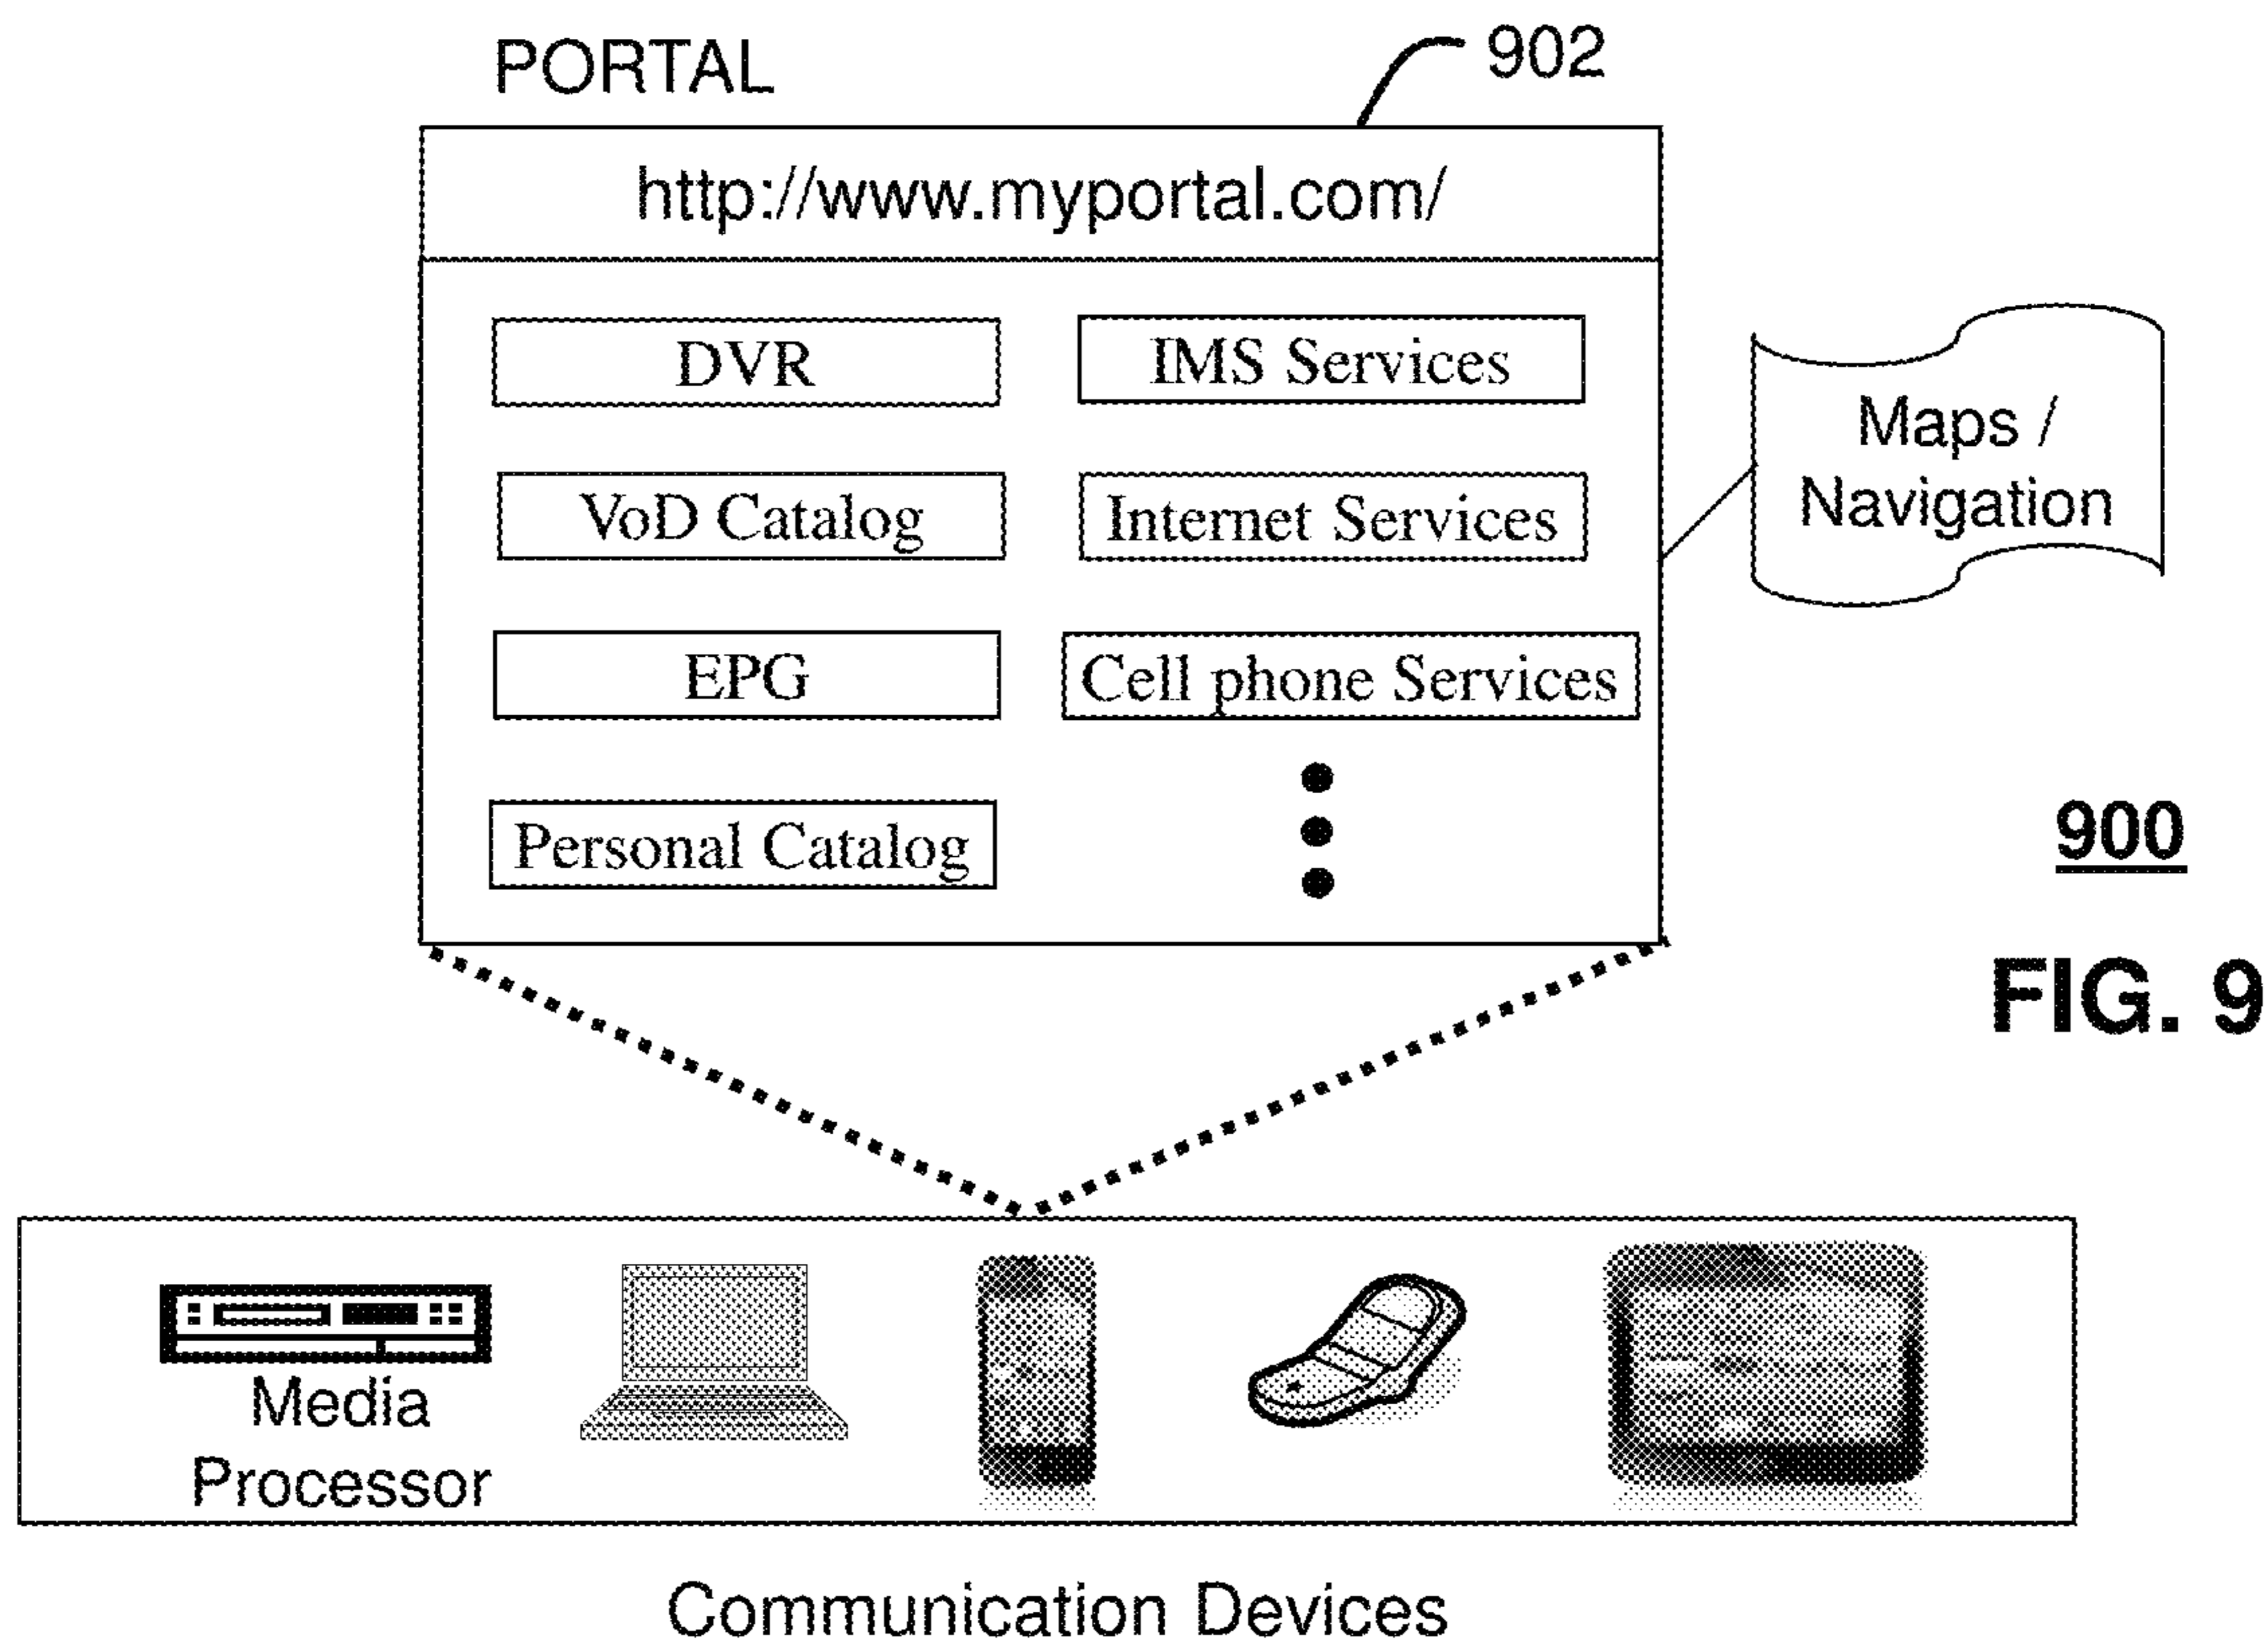 PORTAL
902
http://www.myportal.com/
DVR
IMS Services
VoD Catalog
Internet Services
EPG
Cell phone Services
Personal Catalog
Maps /
Navigation
900
FIG. 9
Media
Processor
Communication Devices